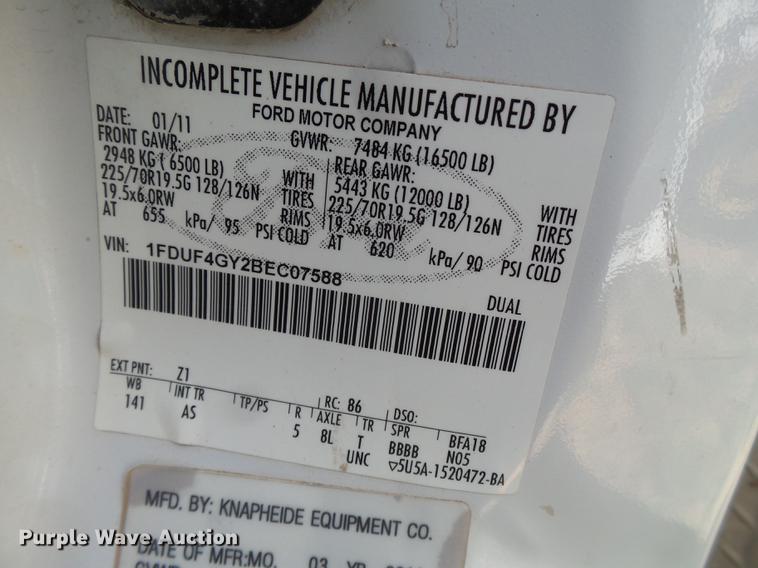 INCOMPLETE VEHICLE MANUFACTURED BY
FORD MOTOR COMPANY
DATE: 01/11 GVWR: 7484 KG (16500 LB)
FRONT GAWR: REAR GAWR:
2948 KG ( 6500 LB) WITH 5443 KG (12000 LB) WITH
225/70R19.5G 128/126N TIRES 225/70R19.5G 128/126N TIRES
19.5x6.0RW RIMS 19.5x6.0RW RIMS
AT 655 kPa/ 95 PSI COLD AT 620 kPa/ 90 PSI COLD
VIN: 1FDUF4GY2BEC07588
DUAL
EXT PNT: Z1 RC: 86 DSO:
WB INT TR TP/PS R AXLE TR SPR BFA18
141 AS 5 8L T BBBB N05
UNC ▽5U5A-1520472-BA
MFD. BY: KNAPHEIDE EQUIPMENT CO.
DATE OF MFR:MO. 03 YR
Purple Wave Auction